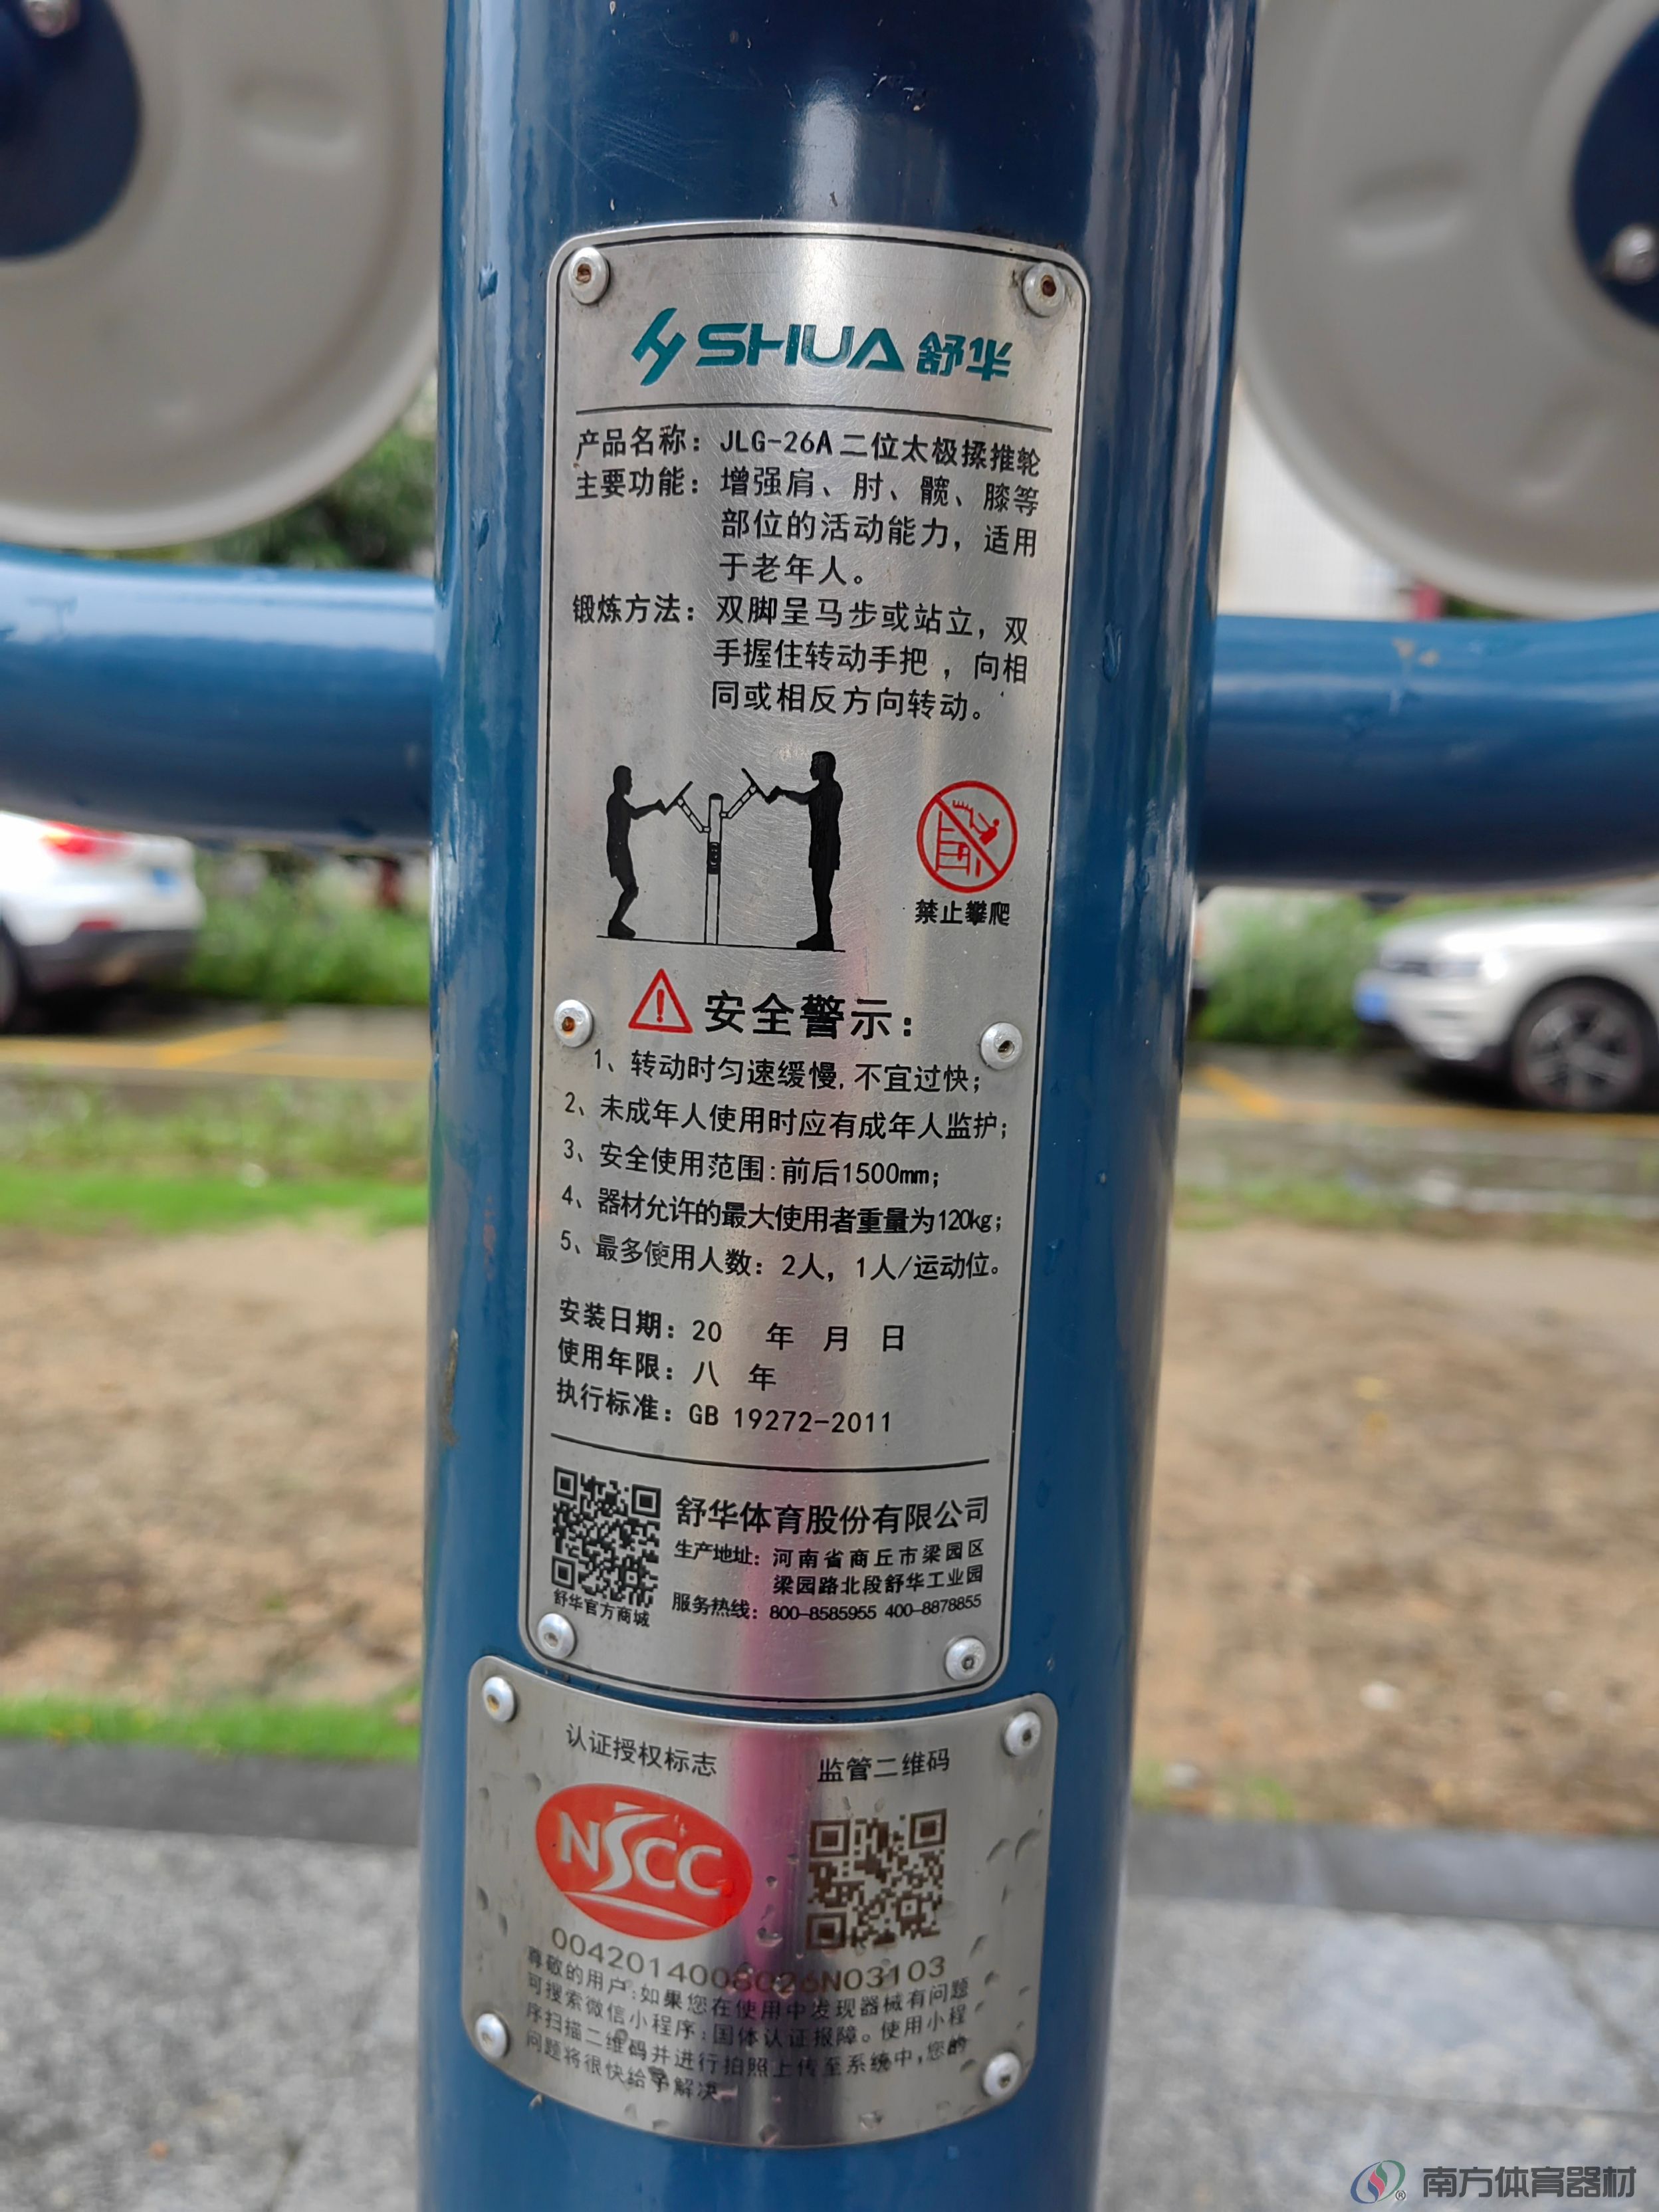 SHUA 舒华
产品名称：JLG-26A 二位太极揉推轮
主要功能：增强肩、肘、髋、膝等
部位的活动能力，适用
于老年人。
锻炼方法：双脚呈马步或站立，双
手握住转动手把，向相
同或相反方向转动。
禁止攀爬
安全警示：
1、转动时匀速缓慢，不宜过快；
2、未成年人使用时应有成年人监护；
3、安全使用范围：前后1500mm；
4、器材允许的最大使用者重量为120kg；
5、最多使用人数：2人，1人/运动位。
安装日期：20 年 月 日
使用年限：八 年
执行标准：GB 19272-2011
舒华体育股份有限公司
生产地址：河南省商丘市梁园区
梁园路北段舒华工业园
服务热线：800-8585955 400-8878855
舒华官方商城
认证授权标志 监管二维码
NSCC
0042014008026N03103
尊敬的用户：如果您在使用中发现器械有问题
可搜索微信小程序：国体认证报障。使用小程
序扫描二维码并进行拍照上传至系统中，您的
问题将很快给予解决
南方体育器材